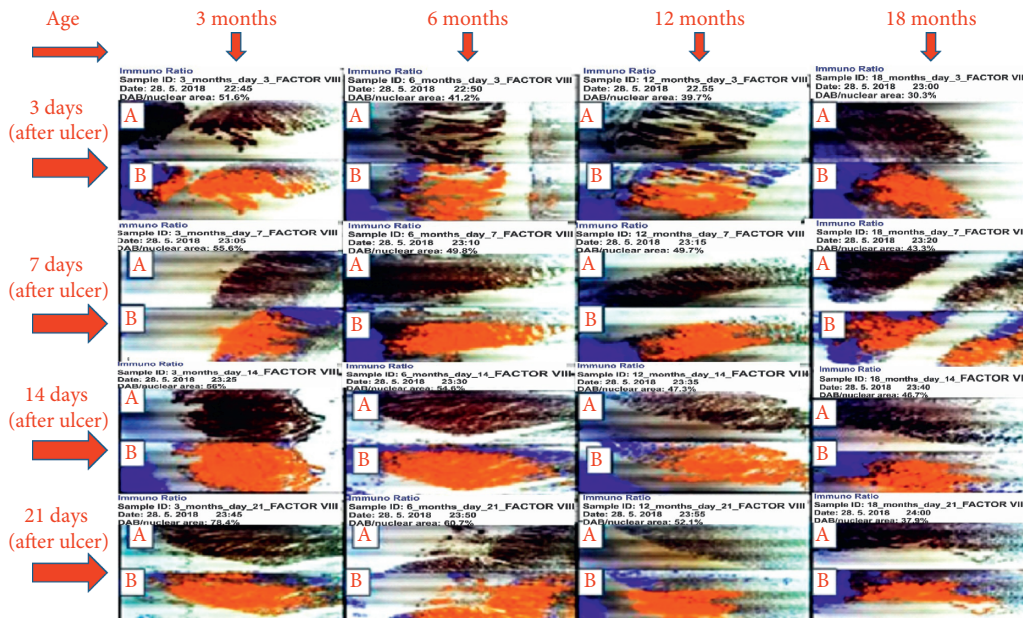 Age
3 months
6 months
12 months
18 months
3 days
(after ulcer)
Immuno Ratio
Sample ID: 3_months_day_3_FACTOR VIII
Date: 28. 5. 2018 22:45
DAB/nuclear area: 51.6%
A
B
Immuno Ratio
Sample ID: 6_months_day_3_FACTOR VIII
Date: 28. 5. 2018 22:50
DAB/nuclear area: 41.2%
A
B
Immuno Ratio
Sample ID: 12_months_day_3_FACTOR VIII
Date: 28. 5. 2018 22.55
DAB/nuclear area: 39.7%
A
B
Immuno Ratio
Sample ID: 18_months_day_3_FACTOR VIII
Date: 28. 5. 2018 23:00
DAB/nuclear area: 30.3%
A
B
7 days
(after ulcer)
Immuno Ratio
Sample ID: 3_months_day_7_FACTOR VIII
Date: 28. 5. 2018 23:05
DAB/nuclear area: 55.6%
A
B
Immuno Ratio
Sample ID: 6_months_day_7_FACTOR VIII
Date: 28. 5. 2018 23:10
DAB/nuclear area: 49.8%
A
B
Immuno Ratio
Sample ID: 12_months_day_7_FACTOR VIII
Date: 28. 5. 2018 23:15
DAB/nuclear area: 49.7%
A
B
Immuno Ratio
Sample ID: 18_months_day_7_FACTOR VIII
Date: 28. 5. 2018 23:20
DAB/nuclear area: 43.3%
A
B
14 days
(after ulcer)
Immuno Ratio
Sample ID: 3_months_day_14_FACTOR VIII
Date: 28. 5. 2018 23:25
DAB/nuclear area: 56%
A
B
Immuno Ratio
Sample ID: 6_months_day_14_FACTOR VIII
Date: 28. 5. 2018 23:30
DAB/nuclear area: 54.6%
A
B
Immuno Ratio
Sample ID: 12_months_day_14_FACTOR VIII
Date: 28. 5. 2018 23:35
DAB/nuclear area: 47.3%
A
B
Sample ID: 18_months_day_14_FACTOR VIII
Date: 28. 5. 2018 23:40
DAB/nuclear area: 46.7%
A
B
21 days
(after ulcer)
Immuno Ratio
Sample ID: 3_months_day_21_FACTOR VIII
Date: 28. 5. 2018 23:45
DAB/nuclear area: 78.4%
A
B
Immuno Ratio
Sample ID: 6_months_day_21_FACTOR VIII
Date: 28. 5. 2018 23:50
DAB/nuclear area: 60.7%
A
B
Immuno Ratio
Sample ID: 12_months_day_21_FACTOR VIII
Date: 28. 5. 2018 23:55
DAB/nuclear area: 52.1%
A
B
Immuno Ratio
Sample ID: 18_months_day_21_FACTOR VIII
Date: 28. 5. 2018 24:00
DAB/nuclear area: 37.9%
A
B